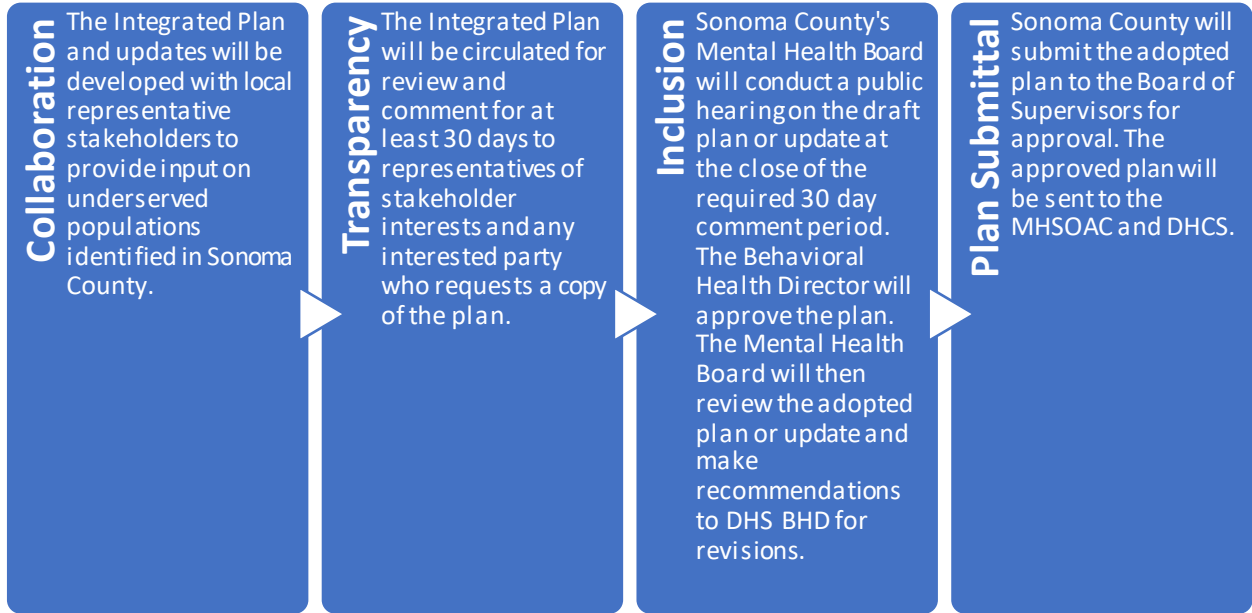 Collaboration
The Integrated Plan
and updates will be
developed with local
representative
stakeholders to
provide input on
underserved
populations
identified in Sonoma
County.
Transparency
The Integrated Plan
will be circulated for
review and
comment for at
least 30 days to
representatives of
stakeholder
interests and any
interested party
who requests a copy
of the plan.
Inclusion
Sonoma County's
Mental Health Board
will conduct a public
hearing on the draft
plan or update at
the close of the
required 30 day
comment period.
The Behavioral
Health Director will
approve the plan.
The Mental Health
Board will then
review the adopted
plan or update and
make
recommendations
to DHS BHD for
revisions.
Plan Submittal
Sonoma County will
submit the adopted
plan to the Board of
Supervisors for
approval. The
approved plan will
be sent to the
MHSOAC and DHCS.